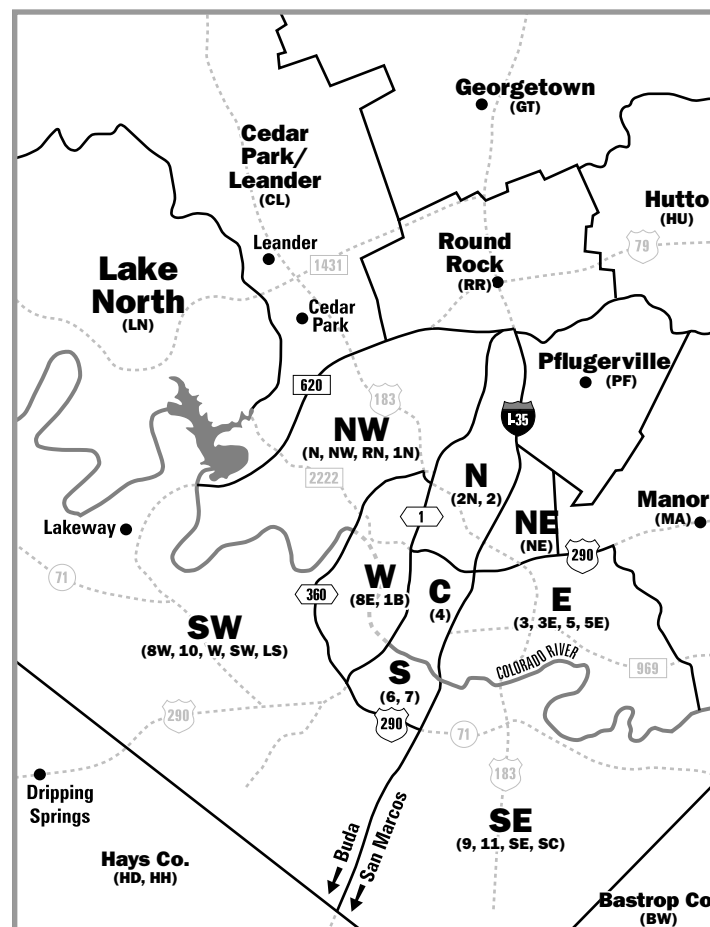 Georgetown
(GT)
Cedar
Park/
Leander
(CL)
Hutto
(HU)
Leander
1431
Round
Rock
(RR)
79
Lake
North
(LN)
Cedar
Park
Pflugerville
(PF)
620
183
I-35
NW
(N, NW, RN, 1N)
2222
N
(2N, 2)
1
NE
(NE)
Manor
(MA)
290
Lakeway
71
360
W
(8E, 1B)
C
(4)
E
(3, 3E, 5, 5E)
SW
(8W, 10, W, SW, LS)
COLORADO RIVER
969
S
(6, 7)
290
290
71
183
Dripping
Springs
SE
(9, 11, SE, SC)
Buda
San Marcos
Hays Co.
(HD, HH)
Bastrop Co
(BW)